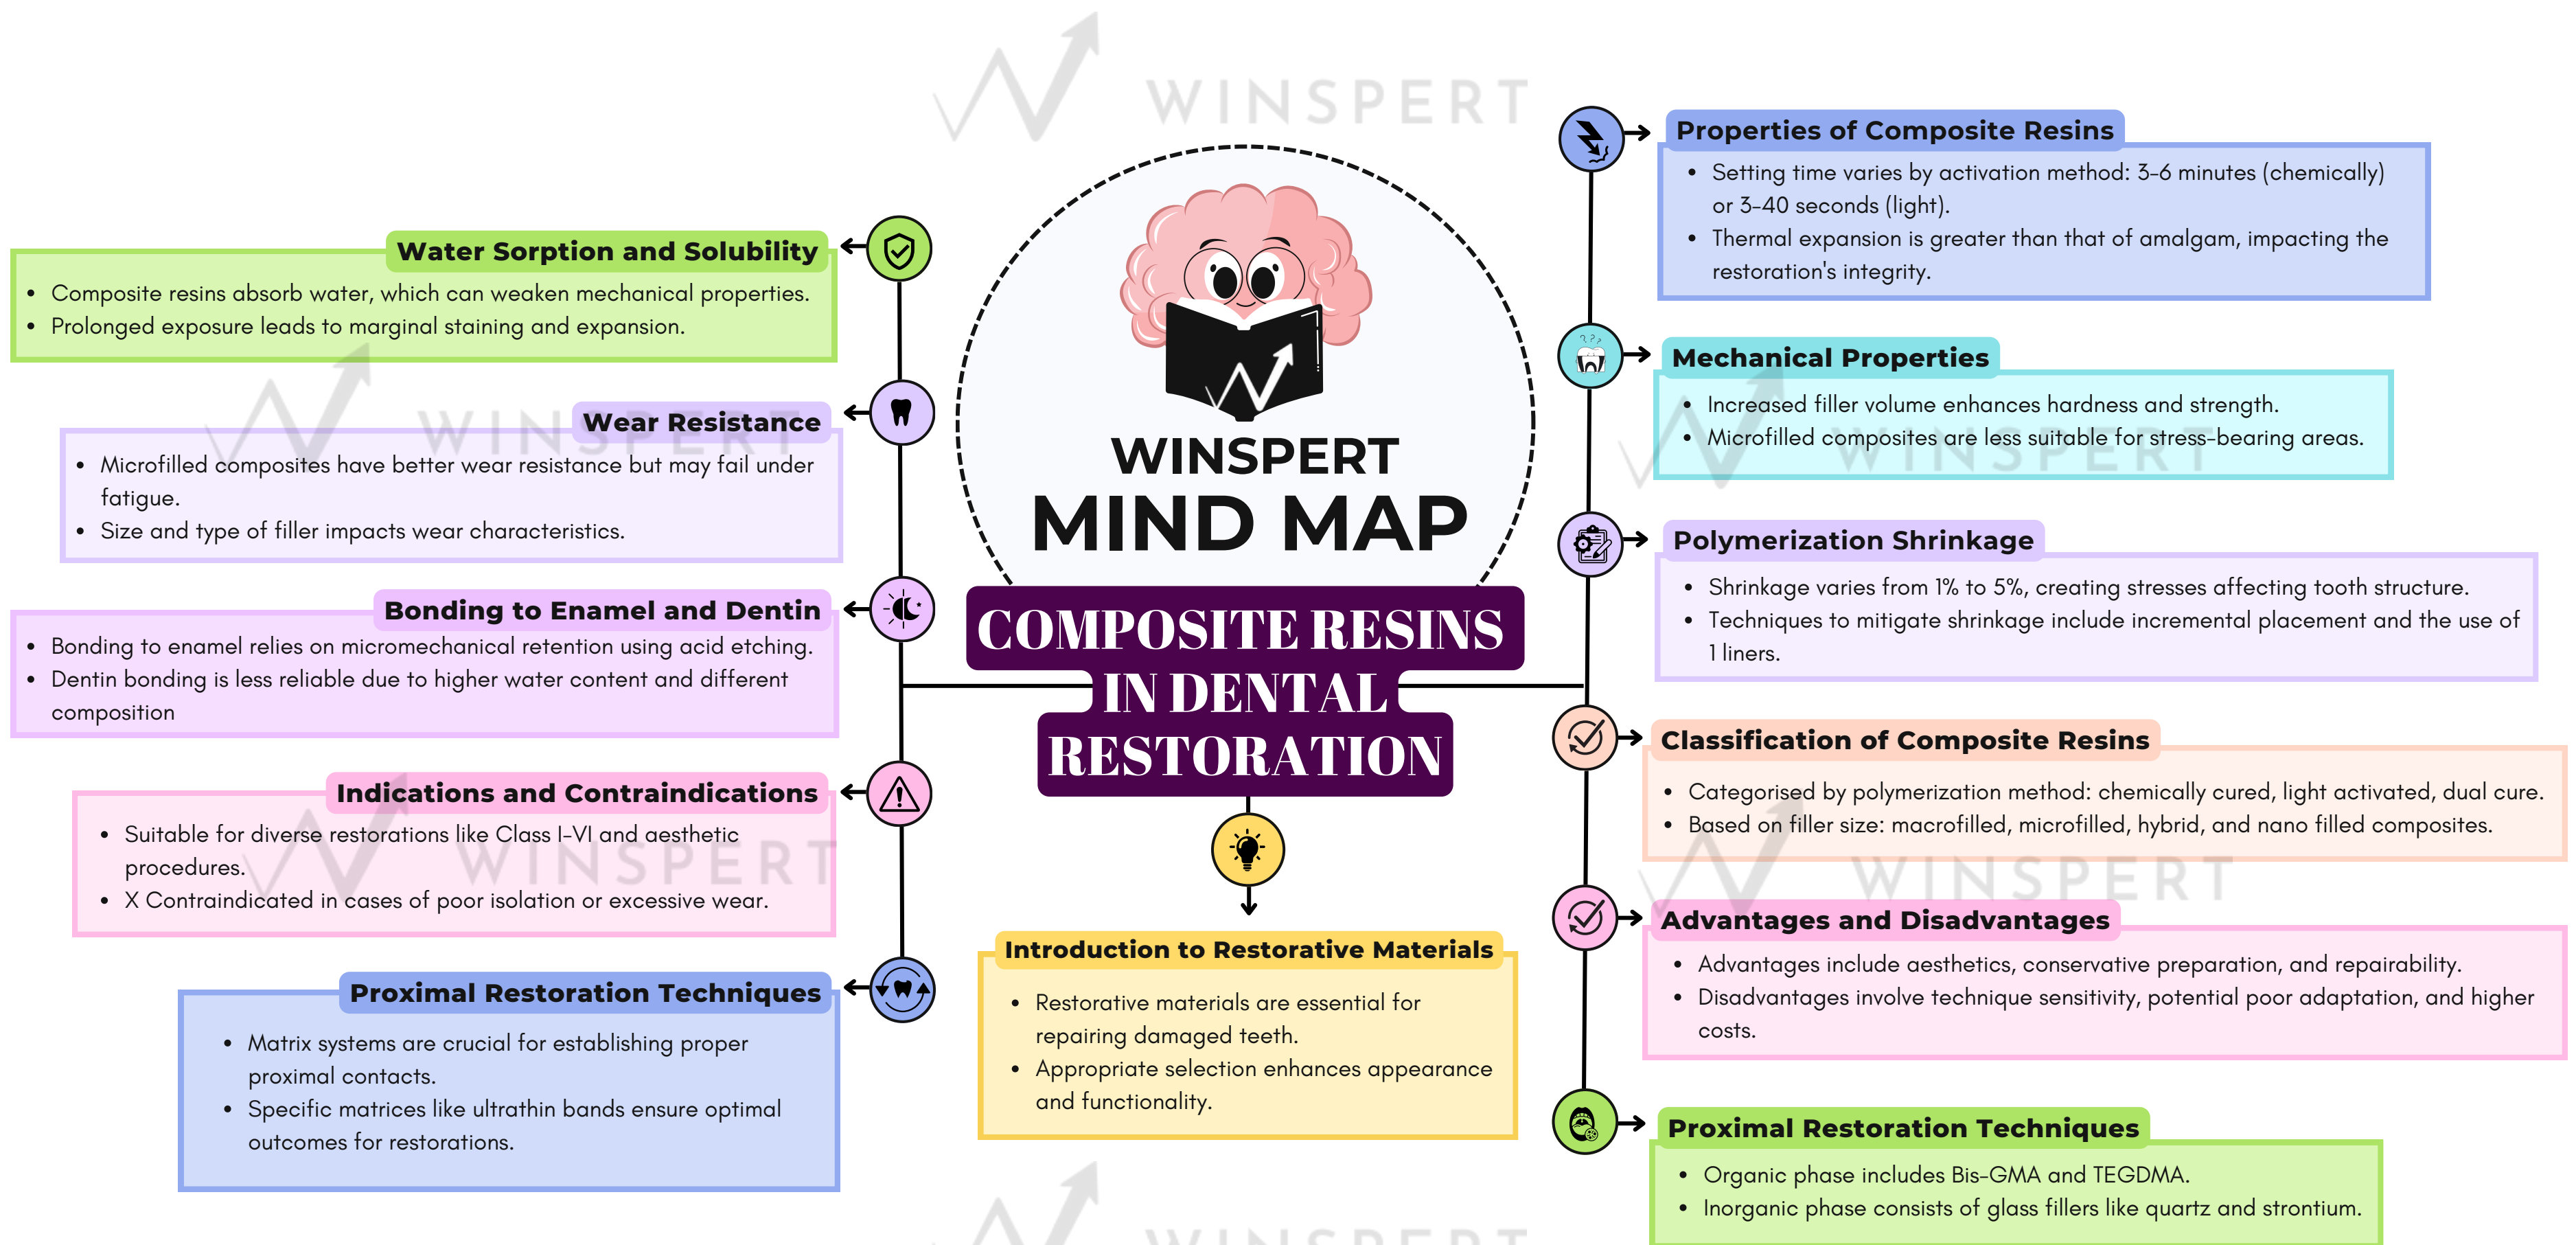 WINSPERT
WINSPERT
MIND MAP
COMPOSITE RESINS
IN DENTAL
RESTORATION
Water Sorption and Solubility
• Composite resins absorb water, which can weaken mechanical properties.
• Prolonged exposure leads to marginal staining and expansion.
WINSPERT
Wear Resistance
• Microfilled composites have better wear resistance but may fail under
fatigue.
• Size and type of filler impacts wear characteristics.
Bonding to Enamel and Dentin
• Bonding to enamel relies on micromechanical retention using acid etching.
• Dentin bonding is less reliable due to higher water content and different
composition
Indications and Contraindications
• Suitable for diverse restorations like Class I-VI and aesthetic
procedures.
• X Contraindicated in cases of poor isolation or excessive wear.
WINSPERT
Proximal Restoration Techniques
• Matrix systems are crucial for establishing proper
proximal contacts.
• Specific matrices like ultrathin bands ensure optimal
outcomes for restorations.
Introduction to Restorative Materials
• Restorative materials are essential for
repairing damaged teeth.
• Appropriate selection enhances appearance
and functionality.
WINSPERT
Properties of Composite Resins
• Setting time varies by activation method: 3-6 minutes (chemically)
or 3-40 seconds (light).
• Thermal expansion is greater than that of amalgam, impacting the
restoration's integrity.
Mechanical Properties
• Increased filler volume enhances hardness and strength.
• Microfilled composites are less suitable for stress-bearing areas.
WINSPERT
Polymerization Shrinkage
• Shrinkage varies from 1% to 5%, creating stresses affecting tooth structure.
• Techniques to mitigate shrinkage include incremental placement and the use of
1 liners.
Classification of Composite Resins
• Categorised by polymerization method: chemically cured, light activated, dual cure.
• Based on filler size: macrofilled, microfilled, hybrid, and nano filled composites.
WINSPERT
Advantages and Disadvantages
• Advantages include aesthetics, conservative preparation, and repairability.
• Disadvantages involve technique sensitivity, potential poor adaptation, and higher
costs.
Proximal Restoration Techniques
• Organic phase includes Bis-GMA and TEGDMA.
• Inorganic phase consists of glass fillers like quartz and strontium.